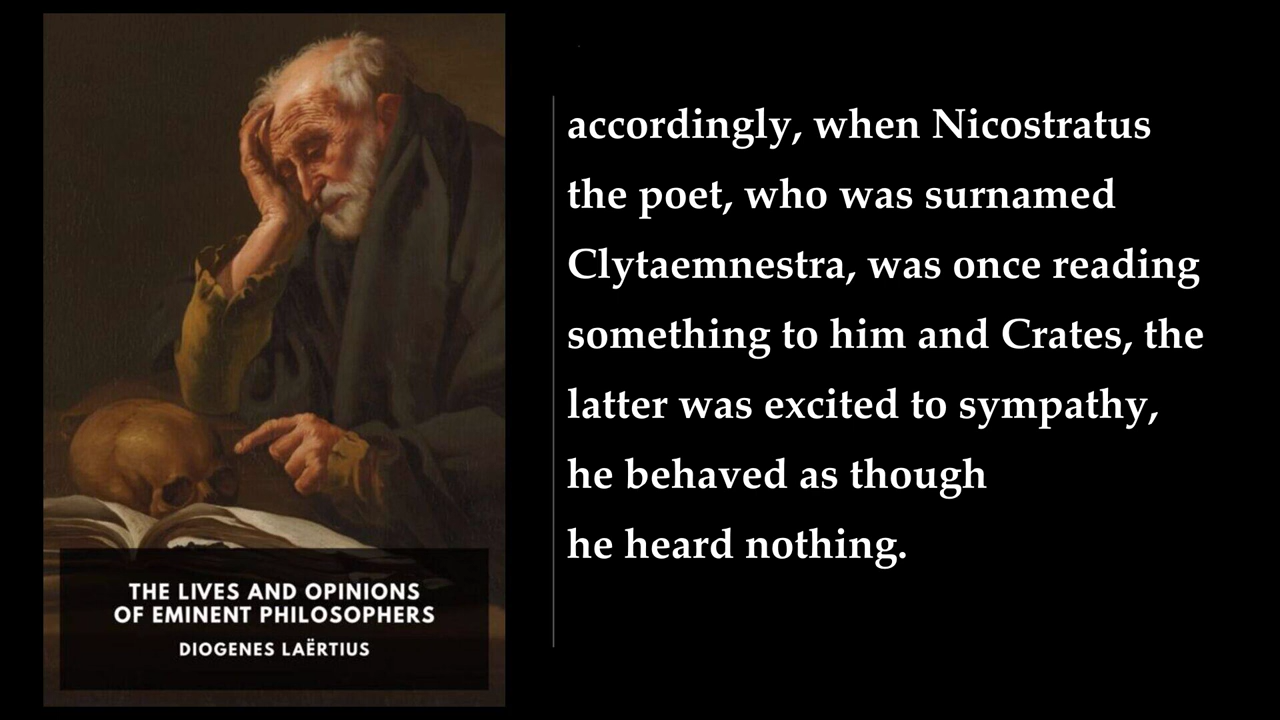 THE LIVES AND OPINIONS
OF EMINENT PHILOSOPHERS
DIOGENES LAËRTIUS
accordingly, when Nicostratus
the poet, who was surnamed
Clytaemnestra, was once reading
something to him and Crates, the
latter was excited to sympathy,
he behaved as though
he heard nothing.